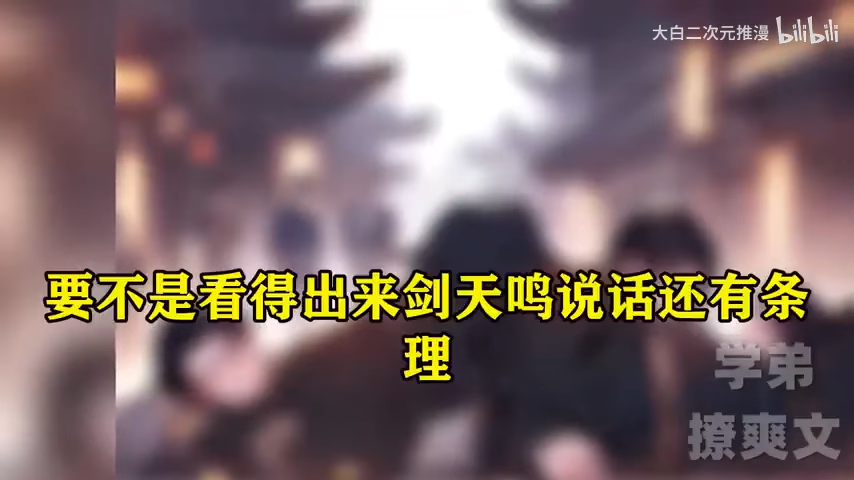 大白二次元推漫 bilibili
要不是看得出来剑天鸣说话还有条
理
学弟
撩爽文